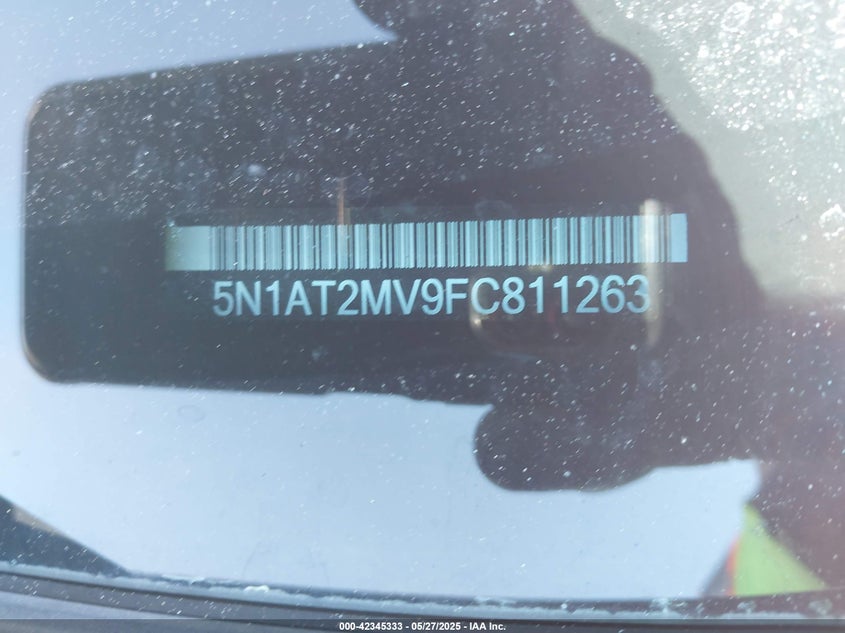 5N1AT2MV9FC811263
000-42345333 - 05/27/2025 - IAA Inc.